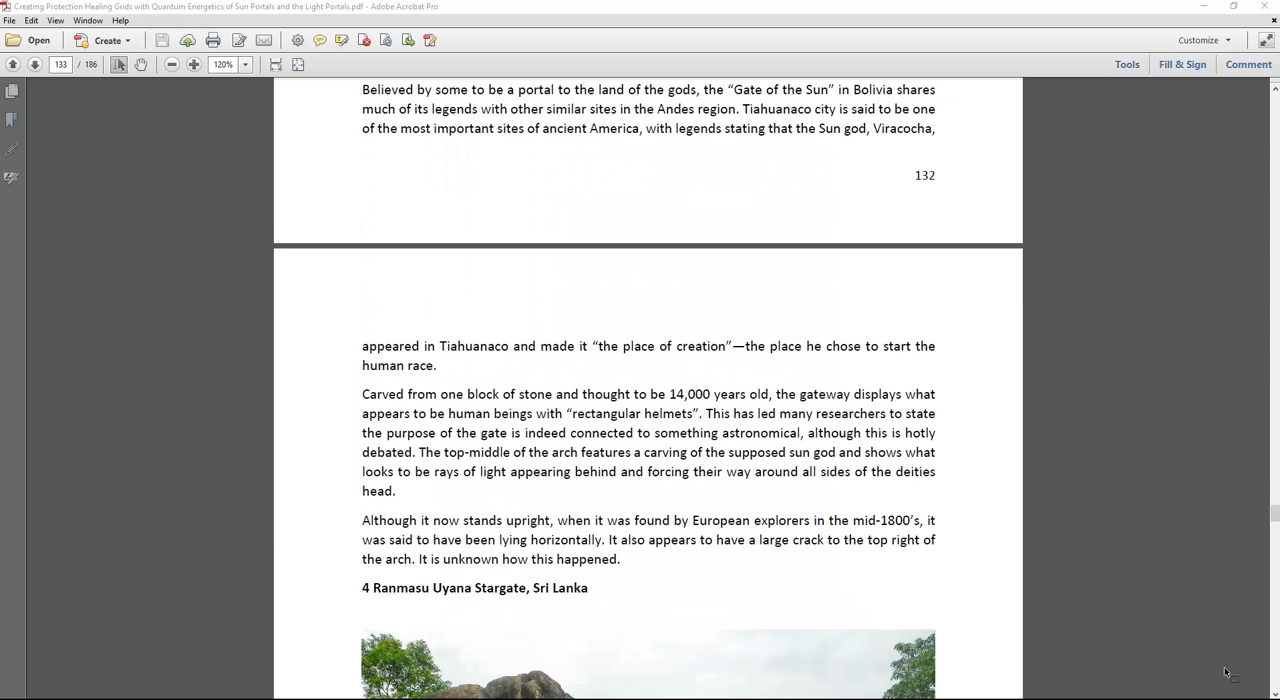 Creating Protection Healing Grids with Quantum Energetics of Sun Portals and the Light Portals.pdf - Adobe Acrobat Pro
File Edit View Window Help
Open Create Customize
133 / 186 120% Tools Fill & Sign Comment
Believed by some to be a portal to the land of the gods, the “Gate of the Sun” in Bolivia shares
much of its legends with other similar sites in the Andes region. Tiahuanaco city is said to be one
of the most important sites of ancient America, with legends stating that the Sun god, Viracocha,
132
appeared in Tiahuanaco and made it “the place of creation”—the place he chose to start the
human race.
Carved from one block of stone and thought to be 14,000 years old, the gateway displays what
appears to be human beings with “rectangular helmets”. This has led many researchers to state
the purpose of the gate is indeed connected to something astronomical, although this is hotly
debated. The top-middle of the arch features a carving of the supposed sun god and shows what
looks to be rays of light appearing behind and forcing their way around all sides of the deities
head.
Although it now stands upright, when it was found by European explorers in the mid-1800’s, it
was said to have been lying horizontally. It also appears to have a large crack to the top right of
the arch. It is unknown how this happened.
4 Ranmasu Uyana Stargate, Sri Lanka